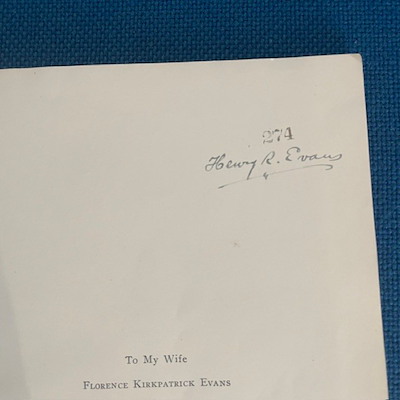 274
Henry R. Evans
To My Wife
Florence Kirkpatrick Evans